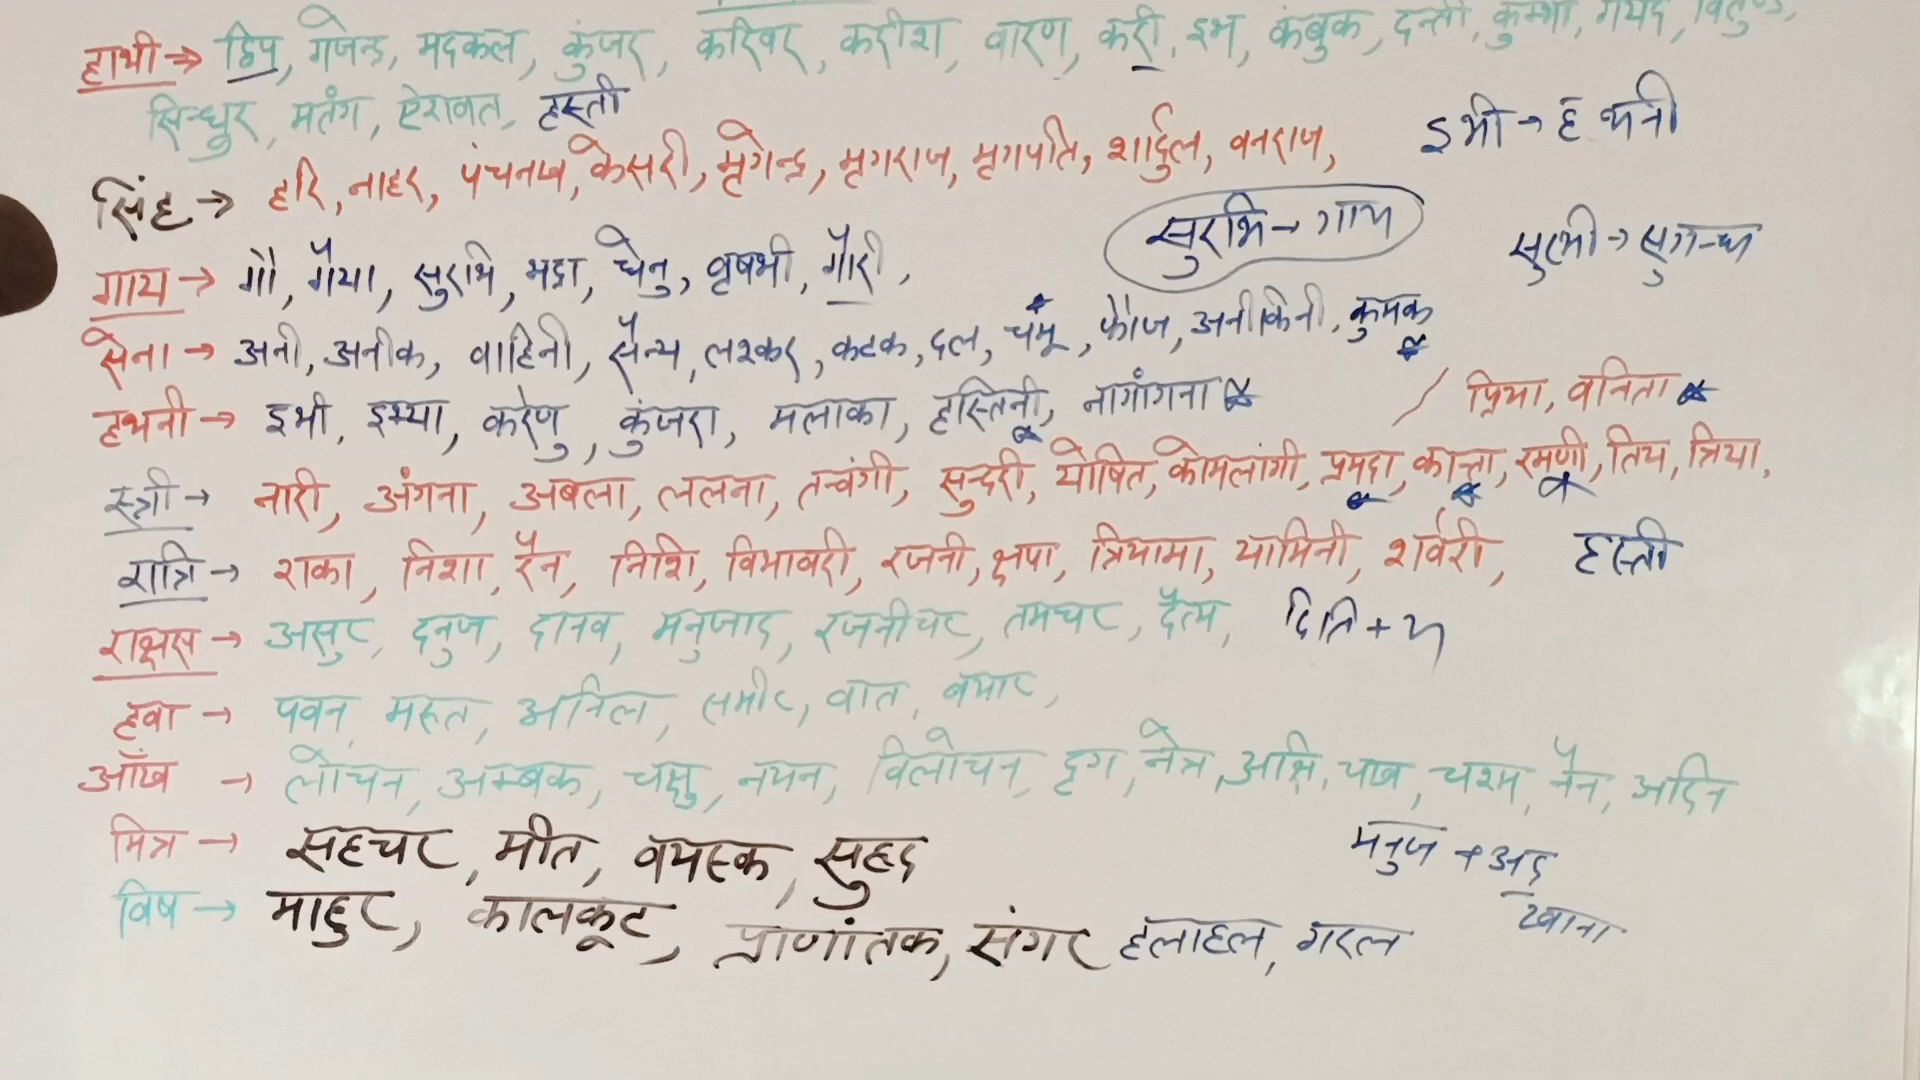 हाथी → द्विप, गजेन्द्र, मदकल, कुंजर, करिवर, करीश, वारण, करी, इभ, कंबुक, दन्ती, कुम्भी, गयंद, वितुण्ड,
सिन्धुर, मतंग, ऐरावत, हस्ती
इभी → हथनी
सिंह → हरि, नाहर, पंचनख, केसरी, मृगेन्द्र, मृगराज, मृगपति, शार्दुल, वनराज,
सुरभि → गाय
सुरभी → सुगन्ध
गाय → गौ, गैया, सुरभि, भद्रा, धेनु, वृषभी, गौरी,
सेना → अनी, अनीक, वाहिनी, सैन्य, लश्कर, कटक, दल, चमू, फौज, अनीकिनी, कुमक
हथनी → इभी, इभ्या, करेणु, कुंजरा, मलाका, हस्तिनी, नागांगना
/ प्रिया, वनिता
स्त्री → नारी, अंगना, अबला, ललना, तन्वंगी, सुन्दरी, योषित, कोमलांगी, प्रमदा, कान्ता, रमणी, तिय, त्रिया,
रात्रि → राका, निशा, रैन, निशि, विभावरी, रजनी, क्षपा, त्रियामा, यामिनी, शर्वरी,
हस्ती
राक्षस → असुर, दनुज, दानव, मनुजाद, रजनीचर, तमचर, दैत्य,
दिति + य
हवा → पवन, मरुत, अनिल, समीर, वात, बयार,
आँख → लोचन, अम्बक, चक्षु, नयन, विलोचन, दृग, नेत्र, अक्षि, चख, चश्म, नैन,
मित्र → सहचर, मीत, वयस्क, सुहृद
मनुज + अद
खाना
विष → माहुर, कालकूट, प्राणांतक, संगर हलाहल, गरल